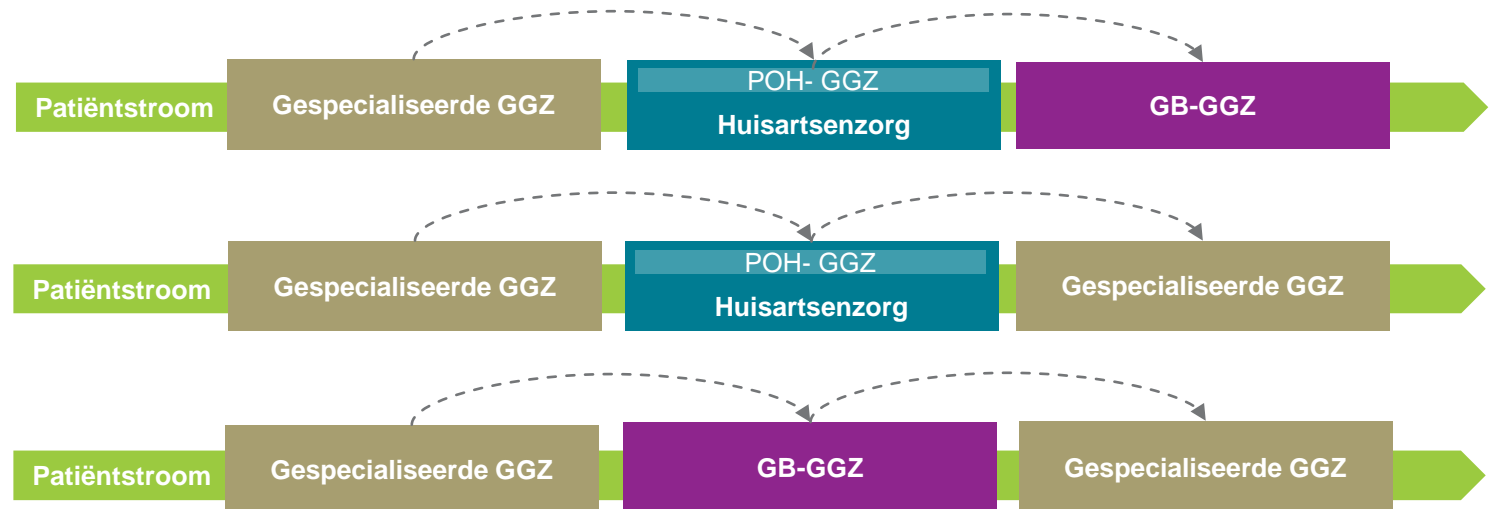 Patiëntstroom
Gespecialiseerde GGZ
POH- GGZ
Huisartsenzorg
GB-GGZ
Patiëntstroom
Gespecialiseerde GGZ
POH- GGZ
Huisartsenzorg
Gespecialiseerde GGZ
Patiëntstroom
Gespecialiseerde GGZ
GB-GGZ
Gespecialiseerde GGZ